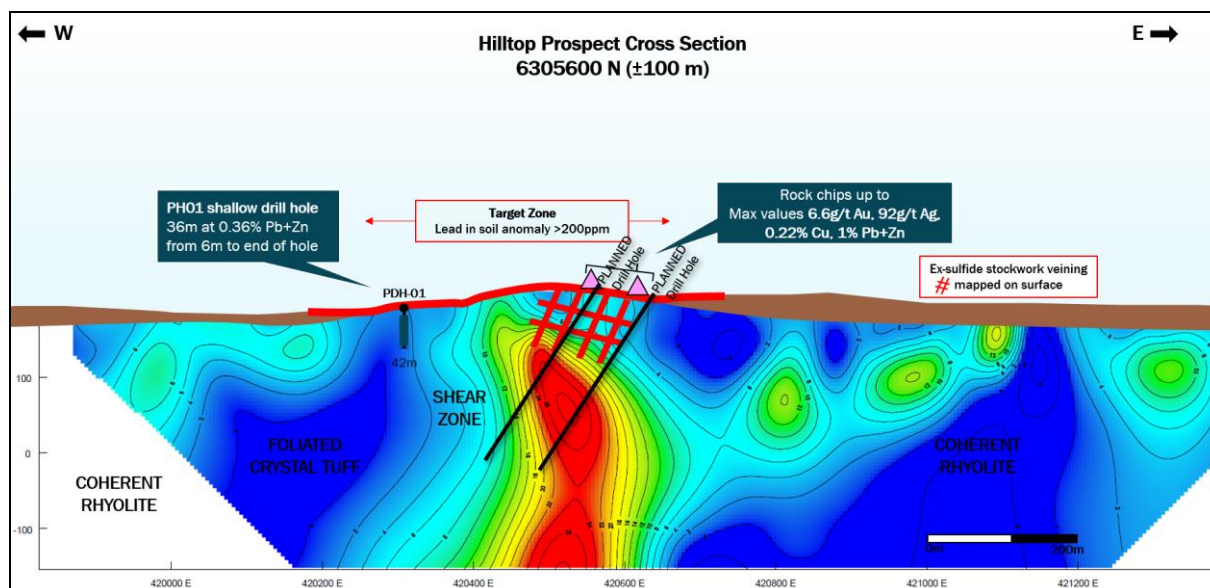 W
E
Hilltop Prospect Cross Section
6305600 N (±100 m)
PH01 shallow drill hole
36m at 0.36% Pb+Zn
from 6m to end of hole
Target Zone
Lead in soil anomaly >200ppm
Rock chips up to
Max values 6.6g/t Au, 92g/t Ag,
0.22% Cu, 1% Pb+Zn
PLANNED
Drill Hole
PLANNED
Drill Hole
Ex-sulfide stockwork veining
mapped on surface
PDH-01
42m
100
0
-100
SHEAR
ZONE
FOLIATED
CRYSTAL TUFF
COHERENT
RHYOLITE
COHERENT
RHYOLITE
0m
200m
420000 E
420200 E
420400 E
420600 E
420800 E
421000 E
421200 E